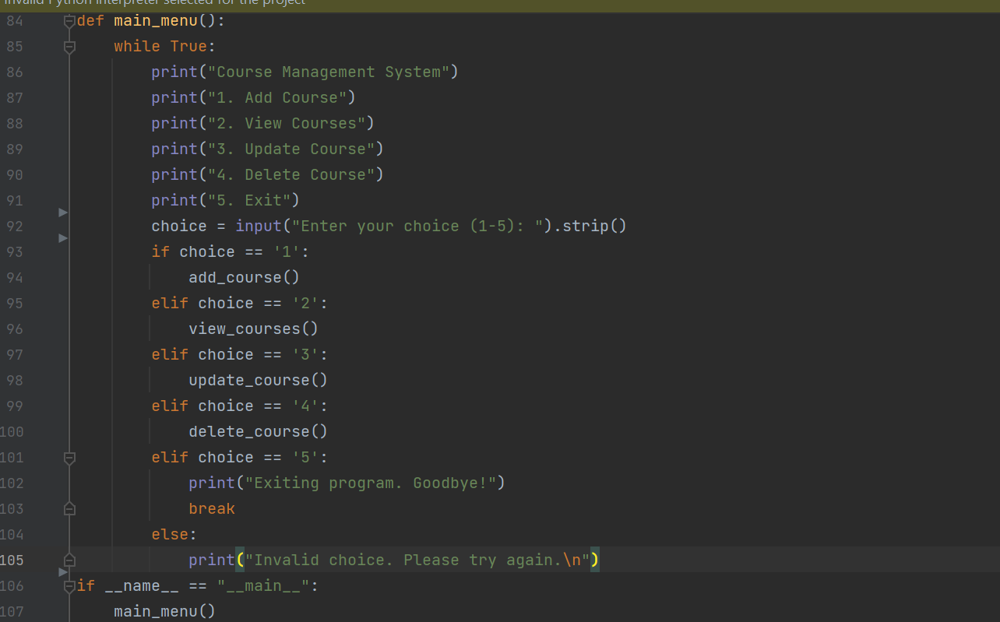 Invalid Python interpreter selected for the project
84 def main_menu():
85     while True:
86         print("Course Management System")
87         print("1. Add Course")
88         print("2. View Courses")
89         print("3. Update Course")
90         print("4. Delete Course")
91         print("5. Exit")
92         choice = input("Enter your choice (1-5): ").strip()
93         if choice == '1':
94             add_course()
95         elif choice == '2':
96             view_courses()
97         elif choice == '3':
98             update_course()
99         elif choice == '4':
100             delete_course()
101         elif choice == '5':
102             print("Exiting program. Goodbye!")
103             break
104         else:
105             print("Invalid choice. Please try again.\n")
106 if __name__ == "__main__":
107     main_menu()